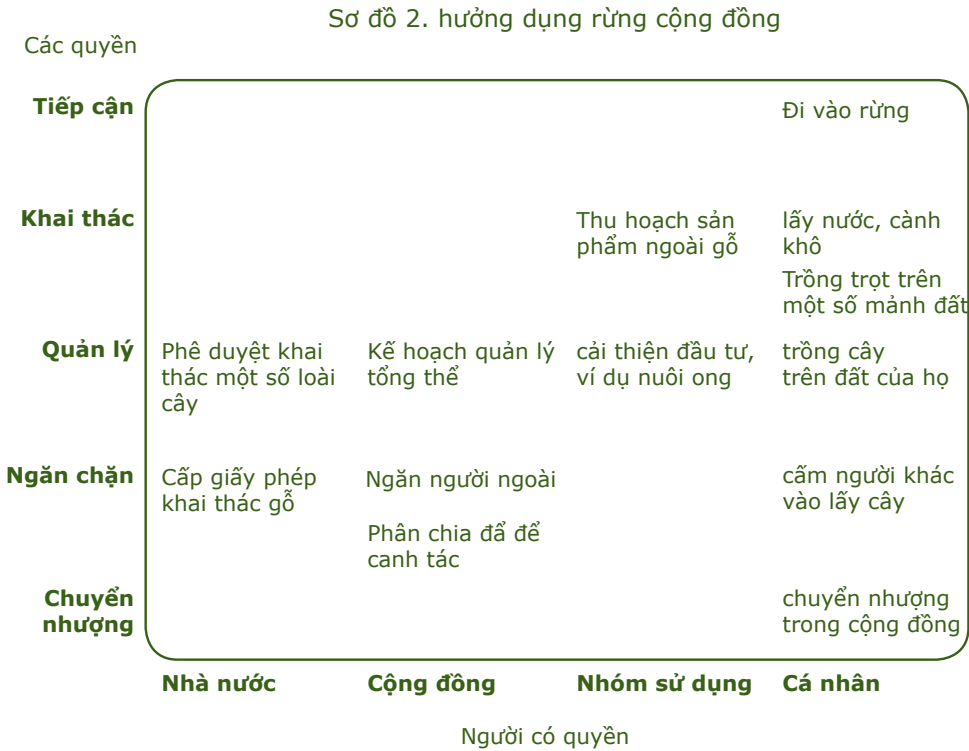 Sơ đồ 2. hưởng dụng rừng cộng đồng
Các quyền
Tiếp cận
Đi vào rừng
Khai thác
Thu hoạch sản
phẩm ngoài gỗ
lấy nước, cành
khô
Trồng trọt trên
một số mảnh đất
Quản lý
Phê duyệt khai
thác một số loài
cây
Kế hoạch quản lý
tổng thể
cải thiện đầu tư,
ví dụ nuôi ong
trồng cây
trên đất của họ
Ngăn chặn
Cấp giấy phép
khai thác gỗ
Ngăn người ngoài
Phân chia đẩ để
canh tác
cấm người khác
vào lấy cây
Chuyển
nhượng
chuyển nhượng
trong cộng đồng
Nhà nước
Cộng đồng
Nhóm sử dụng
Cá nhân
Người có quyền